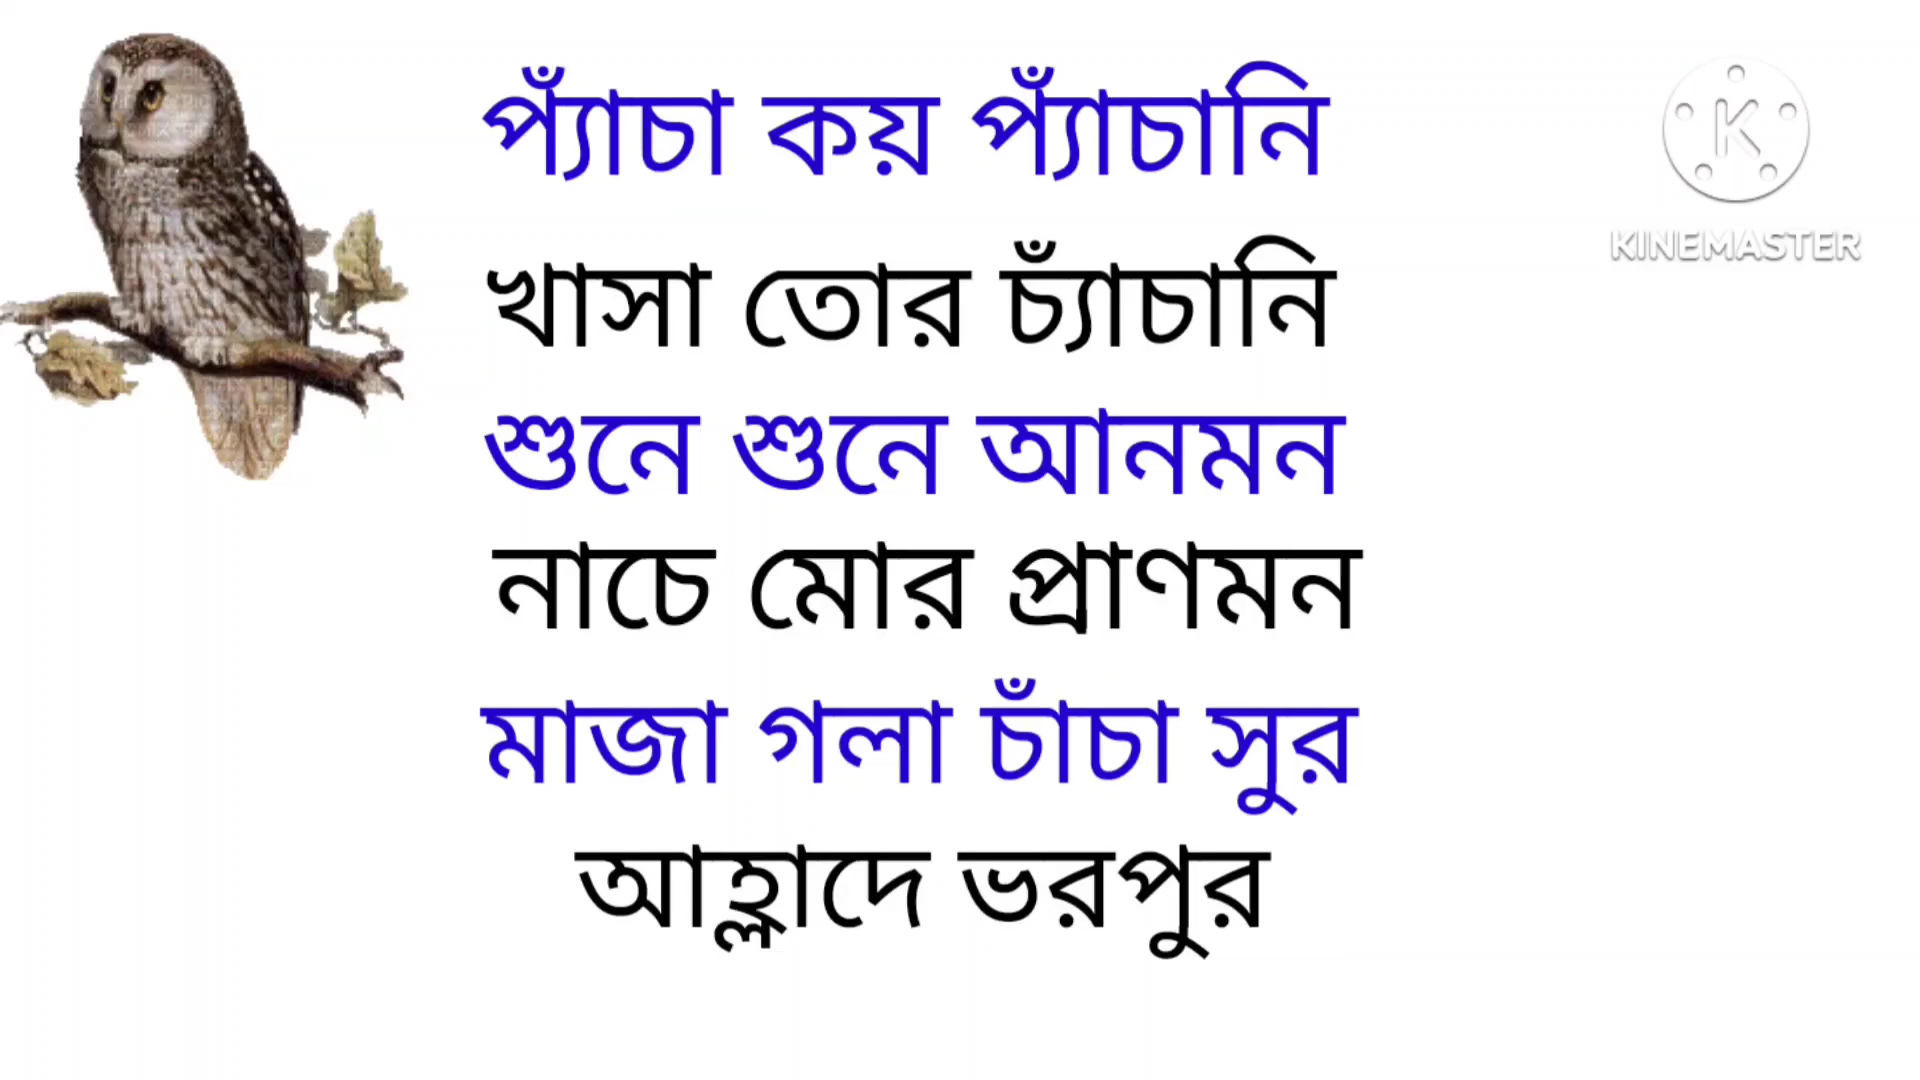 প্যাঁচা কয় প্যাঁচানি
খাসা তোর চ্যাঁচানি
শুনে শুনে আনমন
নাচে মোর প্রাণমন
মাজা গলা চাঁচা সুর
আহ্লাদে ভরপুর
K
KINEMASTER